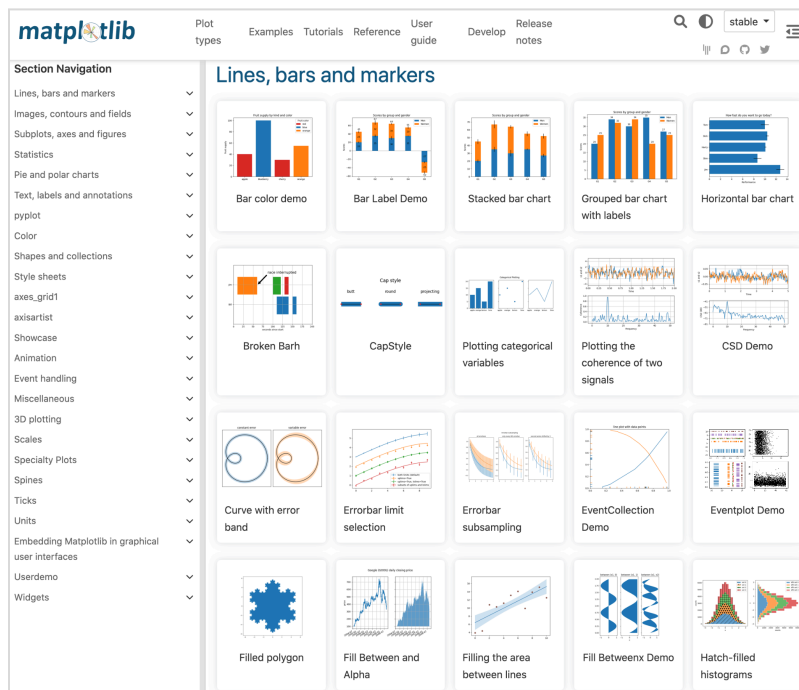 matplotlib
Plot types
Examples
Tutorials
Reference
User guide
Develop
Release notes
stable
Section Navigation
Lines, bars and markers
Images, contours and fields
Subplots, axes and figures
Statistics
Pie and polar charts
Text, labels and annotations
pyplot
Color
Shapes and collections
Style sheets
axes_grid1
axisartist
Showcase
Animation
Event handling
Miscellaneous
3D plotting
Scales
Specialty Plots
Spines
Ticks
Units
Embedding Matplotlib in graphical
user interfaces
Userdemo
Widgets
Lines, bars and markers
Bar color demo
Bar Label Demo
Stacked bar chart
Grouped bar chart
with labels
Horizontal bar chart
race interrupted
Broken Barh
Cap style
butt
round
projecting
CapStyle
Plotting categorical
variables
Plotting the
coherence of two
signals
CSD Demo
Curve with error
band
Errorbar limit
selection
Errorbar
subsampling
EventCollection
Demo
Eventplot Demo
Filled polygon
Fill Between and
Alpha
Filling the area
between lines
Fill Betweenx Demo
Hatch-filled
histograms